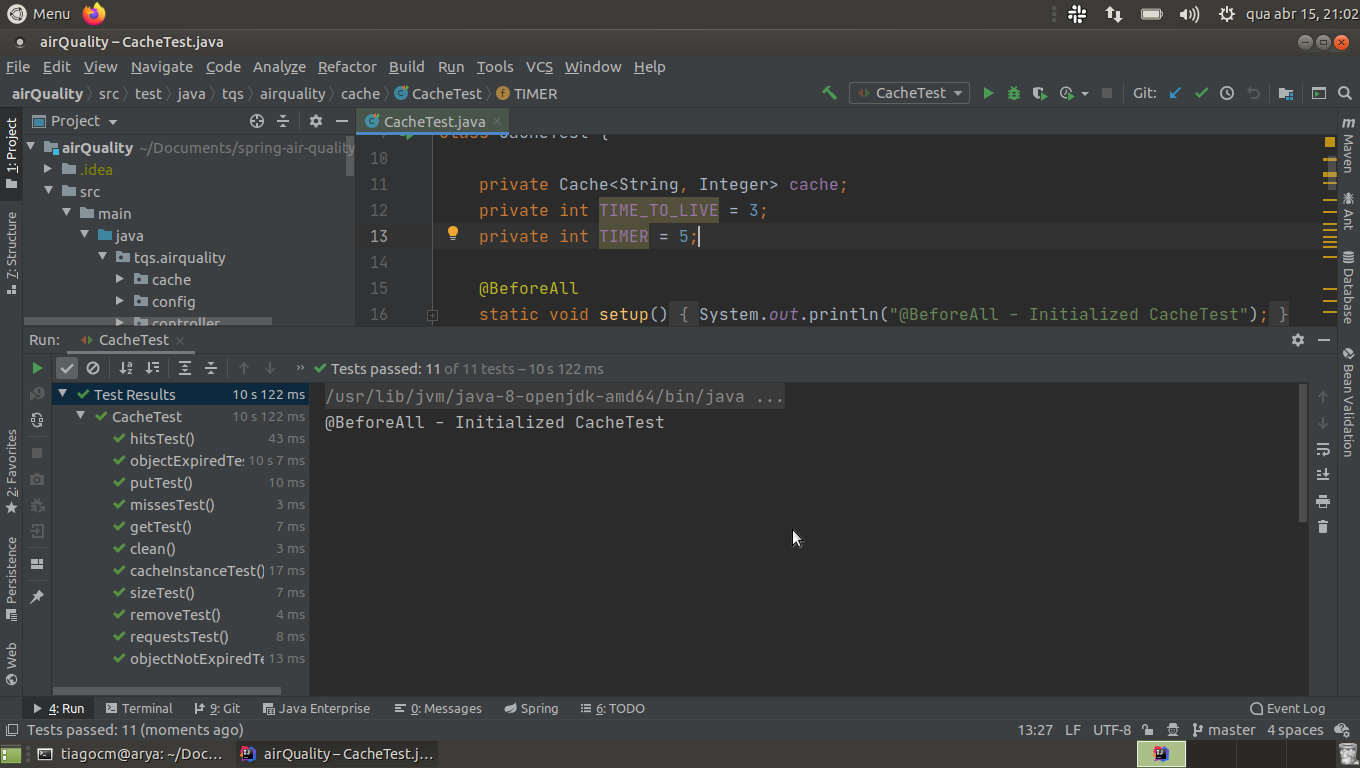 Menu
qua abr 15, 21:02
airQuality – CacheTest.java
File Edit View Navigate Code Analyze Refactor Build Run Tools VCS Window Help
airQuality src test java tqs airquality cache CacheTest TIMER
CacheTest
Git:
1: Project
7: Structure
2: Favorites
Persistence
Web
Project
airQuality ~/Documents/spring-air-quality
.idea
src
main
java
tqs.airquality
cache
config
controller
CacheTest.java
class CacheTest {
10
11 private Cache<String, Integer> cache;
12 private int TIME_TO_LIVE = 3;
13 private int TIMER = 5;
14
15 @BeforeAll
16 static void setup() { System.out.println("@BeforeAll - Initialized CacheTest"); }
Maven
Ant
Database
Bean Validation
Run: CacheTest
Tests passed: 11 of 11 tests – 10 s 122 ms
Test Results 10 s 122 ms
CacheTest 10 s 122 ms
hitsTest() 43 ms
objectExpiredTe 10 s 7 ms
putTest() 10 ms
missesTest() 3 ms
getTest() 7 ms
clean() 3 ms
cacheInstanceTest() 17 ms
sizeTest() 7 ms
removeTest() 4 ms
requestsTest() 8 ms
objectNotExpiredTe 13 ms
/usr/lib/jvm/java-8-openjdk-amd64/bin/java ...
@BeforeAll - Initialized CacheTest
4: Run Terminal 9: Git Java Enterprise 0: Messages Spring 6: TODO Event Log
Tests passed: 11 (moments ago) 13:27 LF UTF-8 master 4 spaces
tiagocm@arya: ~/Doc... airQuality – CacheTest.j...